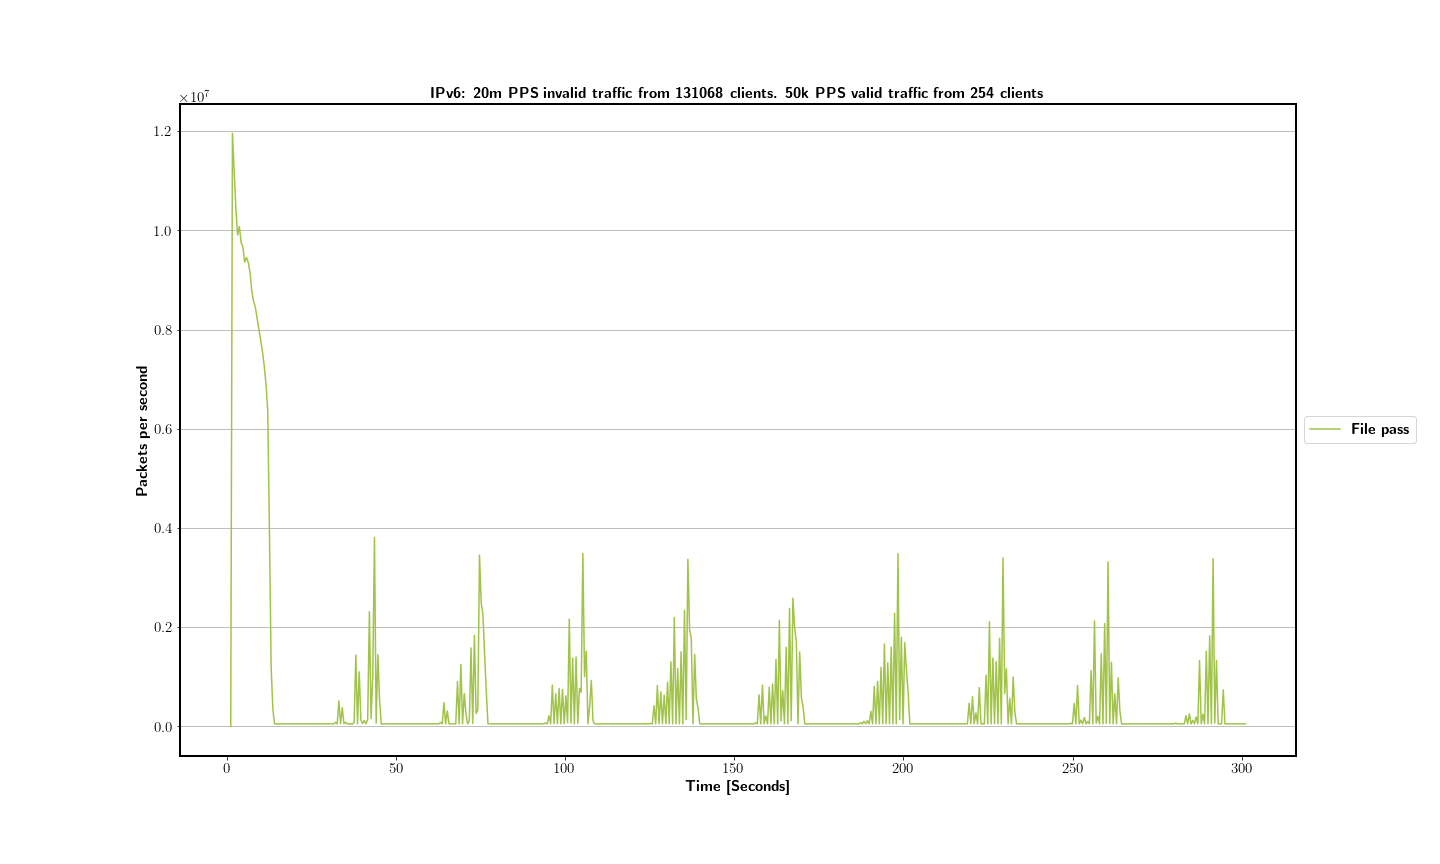 IPv6: 20m PPS invalid traffic from 131068 clients. 50k PPS valid traffic from 254 clients
×10⁷
1.2
1.0
0.8
0.6
0.4
0.2
0.0
Packets per second
0 50 100 150 200 250 300
Time [Seconds]
File pass